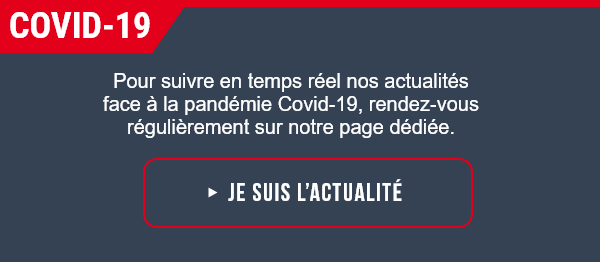 COVID-19
Pour suivre en temps réel nos actualités
face à la pandémie Covid-19, rendez-vous
régulièrement sur notre page dédiée.
▸ JE SUIS L'ACTUALITÉ